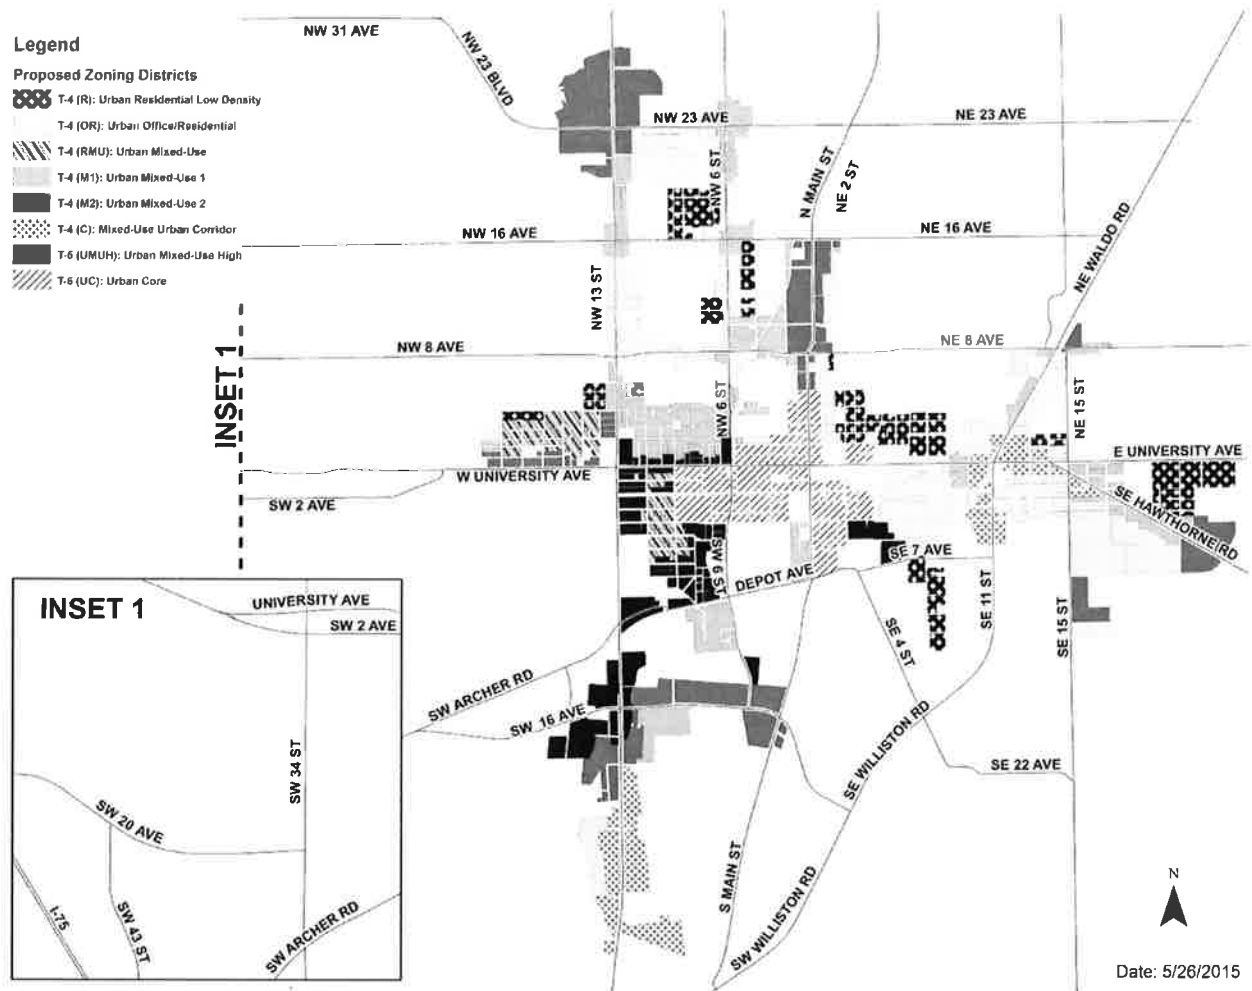 Legend
Proposed Zoning Districts
T-4 (R): Urban Residential Low Density
T-4 (OR): Urban Office/Residential
T-4 (RMU): Urban Mixed-Use
T-4 (M1): Urban Mixed-Use 1
T-4 (M2): Urban Mixed-Use 2
T-4 (C): Mixed-Use Urban Corridor
T-5 (UMUH): Urban Mixed-Use High
T-6 (UC): Urban Core
NW 31 AVE
NW 23 BLVD
NW 23 AVE
NE 23 AVE
NW 6 ST
N MAIN ST
NE 2 ST
NW 16 AVE
NE 16 AVE
NE WALDO RD
NW 13 ST
NW 8 AVE
NE 8 AVE
INSET 1
NW 6 ST
NE 15 ST
W UNIVERSITY AVE
E UNIVERSITY AVE
SW 2 AVE
SE HAWTHORNE RD
SW 6 ST
SE 7 AVE
DEPOT AVE
SE 11 ST
SE 4 ST
SE 15 ST
INSET 1
UNIVERSITY AVE
SW 2 AVE
SW 34 ST
SW 20 AVE
SW 43 ST
I-75
SW ARCHER RD
SW ARCHER RD
SW 16 AVE
SE WILLISTON RD
SE 22 AVE
S MAIN ST
SW WILLISTON RD
N
Date: 5/26/2015